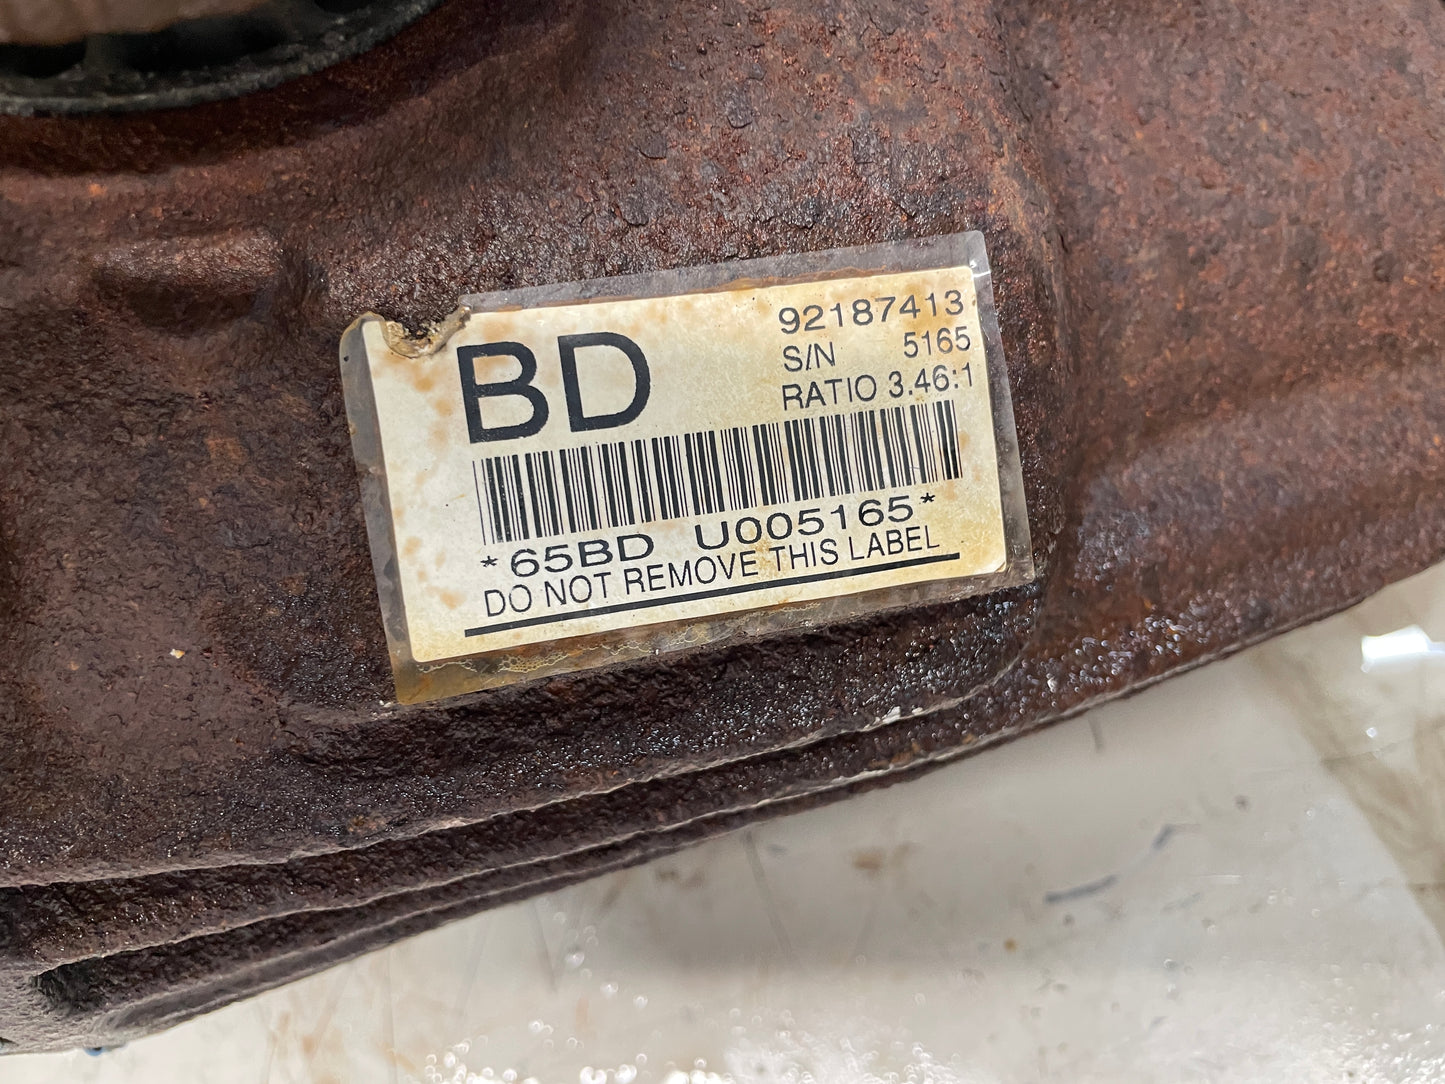 BD
92187413
S/N 5165
RATIO 3.46:1
*65BD U005165*
DO NOT REMOVE THIS LABEL